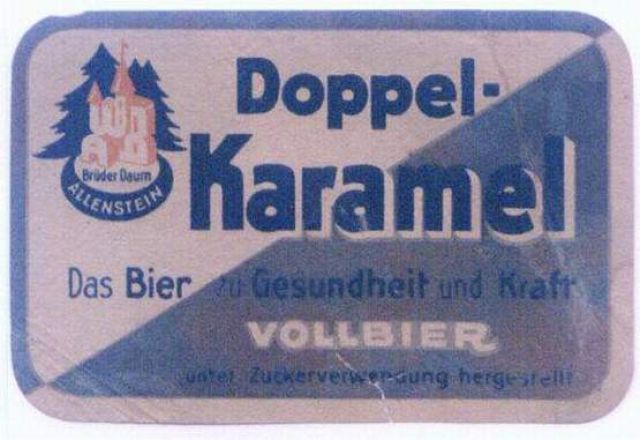 Doppel-
Karamel
Brüder Daum
ALLENSTEIN
Das Bier zu Gesundheit und Kraft
VOLLBIER
unter Zuckerverwendung hergestellt